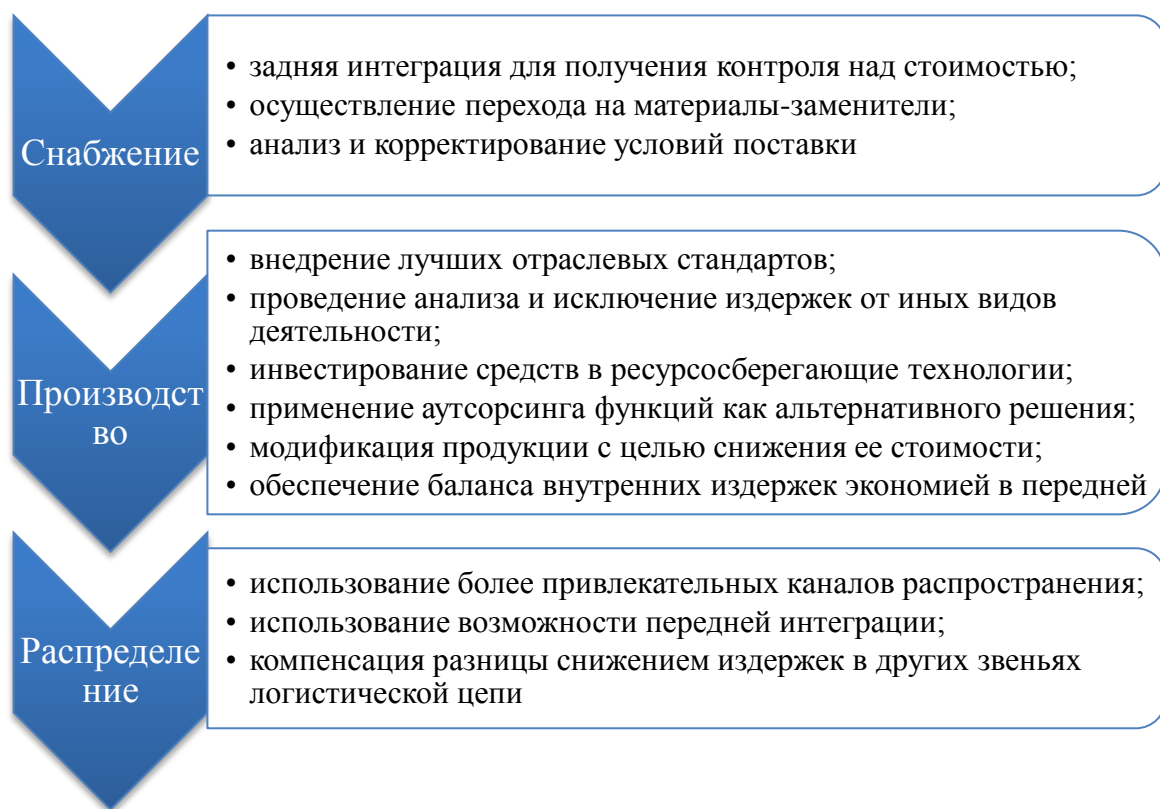 Снабжение
• задняя интеграция для получения контроля над стоимостью;
• осуществление перехода на материалы-заменители;
• анализ и корректирование условий поставки
Производст
во
• внедрение лучших отраслевых стандартов;
• проведение анализа и исключение издержек от иных видов
деятельности;
• инвестирование средств в ресурсосберегающие технологии;
• применение аутсорсинга функций как альтернативного решения;
• модификация продукции с целью снижения ее стоимости;
• обеспечение баланса внутренних издержек экономией в передней
Распределе
ние
• использование более привлекательных каналов распространения;
• использование возможности передней интеграции;
• компенсация разницы снижением издержек в других звеньях
логистической цепи